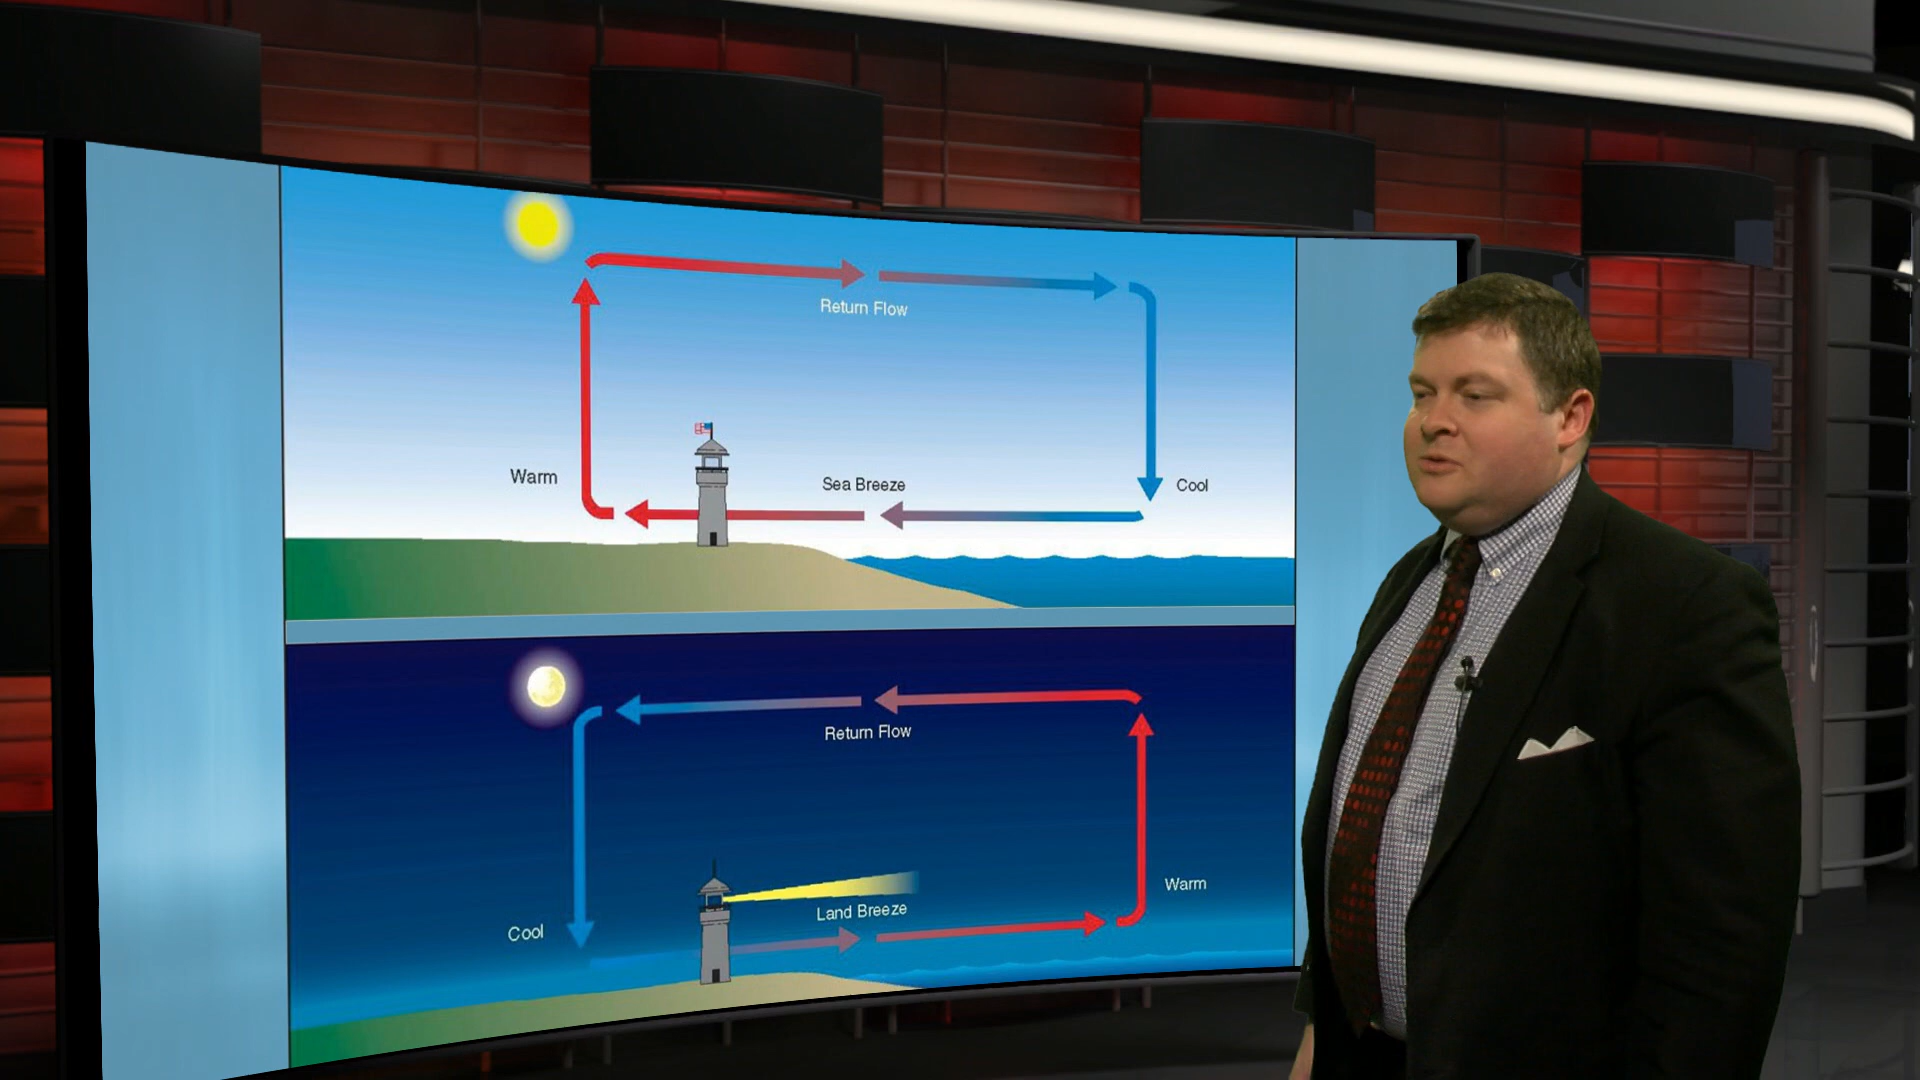 Return Flow
Warm
Sea Breeze
Cool
Return Flow
Warm
Land Breeze
Cool